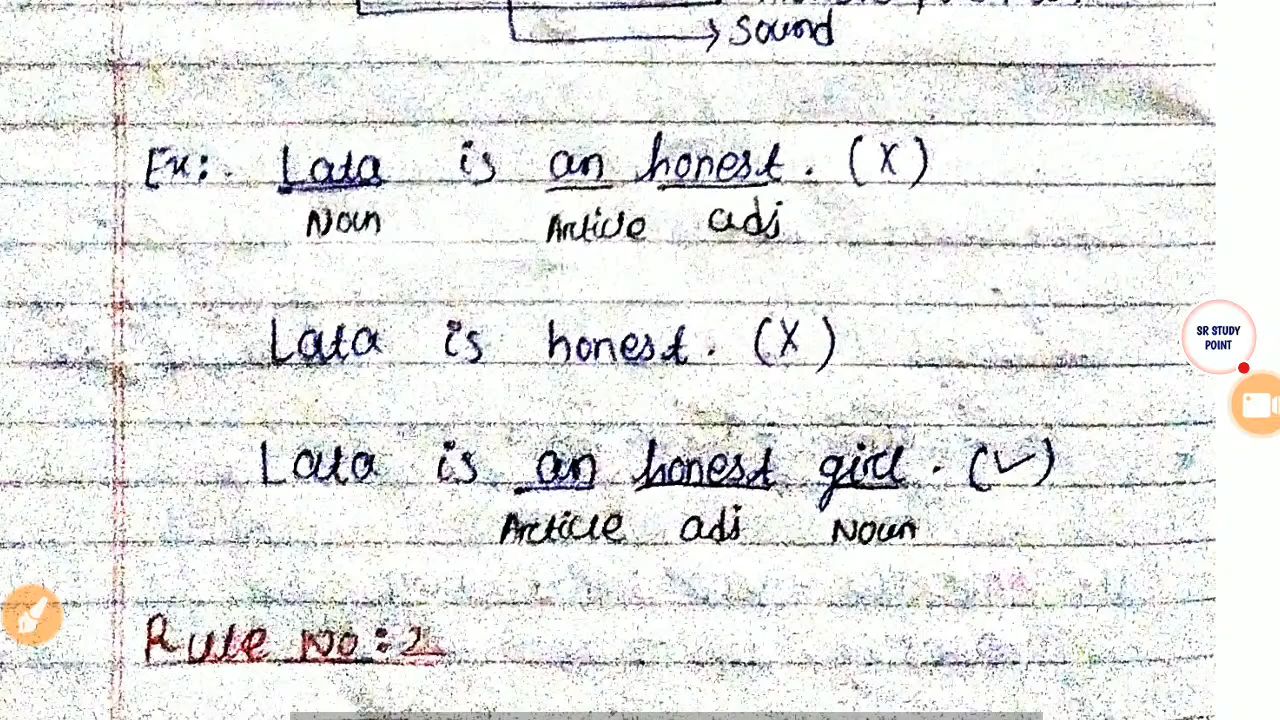 sound
Ex: Lata is an honest. (X)
Noun Article adj
Lata is honest. (X)
Lata is an honest girl. (✓)
Article adj Noun
Rule No:2
SR STUDY
POINT